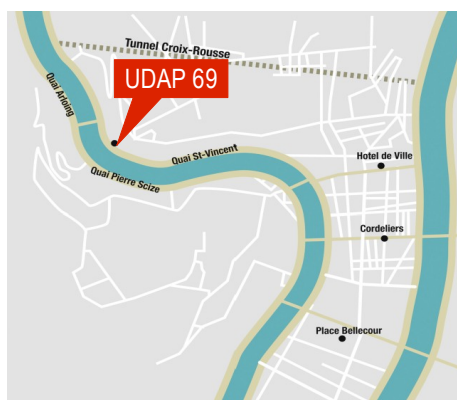 Tunnel Croix-Rousse
UDAP 69
Quai Arloing
Quai St-Vincent
Hotel de Ville
Quai Pierre Scize
Cordeliers
Place Bellecour